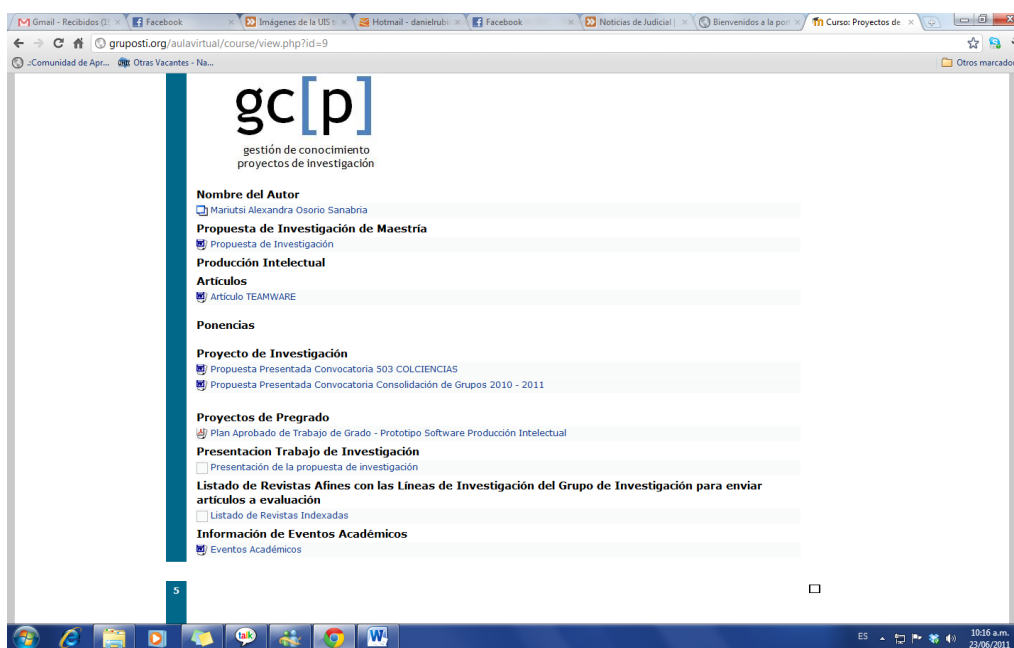 Gmail - Recibidos (1
Facebook
Imágenes de la UIS t
Hotmail - danielrubi
Facebook
Noticias de Judicial |
Bienvenidos a la por
Curso: Proyectos de
gruposti.org/aulavirtual/course/view.php?id=9
.:Comunidad de Apr...
Otras Vacantes - Na...
Otros marcado
gc[p]
gestión de conocimiento
proyectos de investigación
Nombre del Autor
Mariutsi Alexandra Osorio Sanabria
Propuesta de Investigación de Maestría
Propuesta de Investigación
Producción Intelectual
Artículos
Artículo TEAMWARE
Ponencias
Proyecto de Investigación
Propuesta Presentada Convocatoria 503 COLCIENCIAS
Propuesta Presentada Convocatoria Consolidación de Grupos 2010 - 2011
Proyectos de Pregrado
Plan Aprobado de Trabajo de Grado - Prototipo Software Producción Intelectual
Presentacion Trabajo de Investigación
Presentación de la propuesta de investigación
Listado de Revistas Afines con las Líneas de Investigación del Grupo de Investigación para enviar
artículos a evaluación
Listado de Revistas Indexadas
Información de Eventos Académicos
Eventos Académicos
5
talk
W
ES
10:16 a.m.
23/06/2011